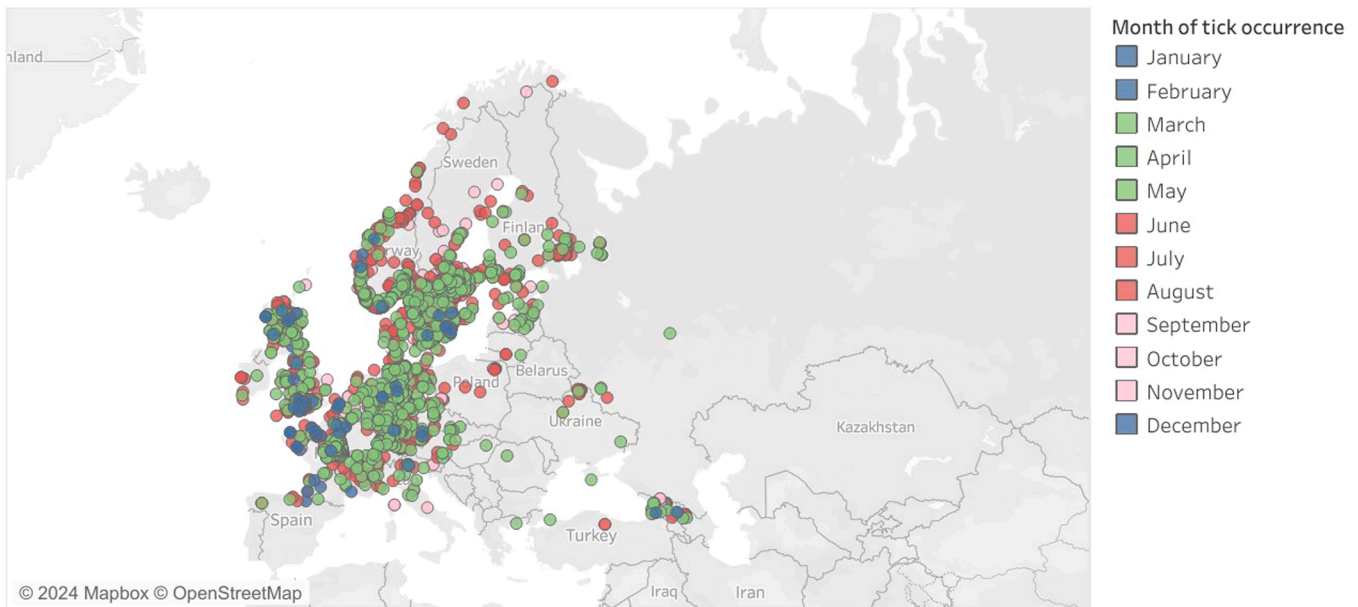 Month of tick occurrence
January
February
March
April
May
June
July
August
September
October
November
December
nland
Sweden
Finlan
rway
Belarus
Poland
Ukraine
Kazakhstan
Spain
Turkey
Iraq
Iran
© 2024 Mapbox © OpenStreetMap